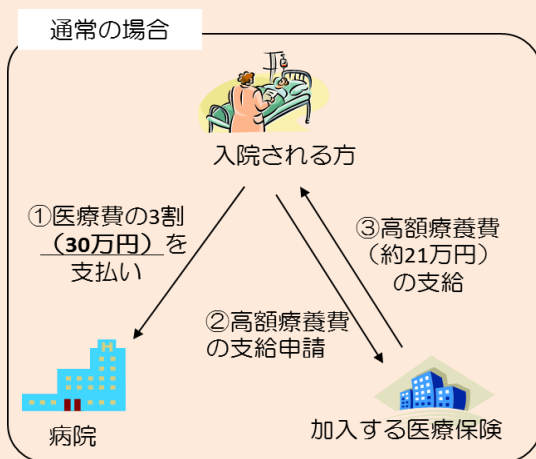 通常の場合
入院される方
①医療費の3割
（30万円）を
支払い
③高額療養費
（約21万円）
の支給
②高額療養費
の支給申請
H
病院
加入する医療保険